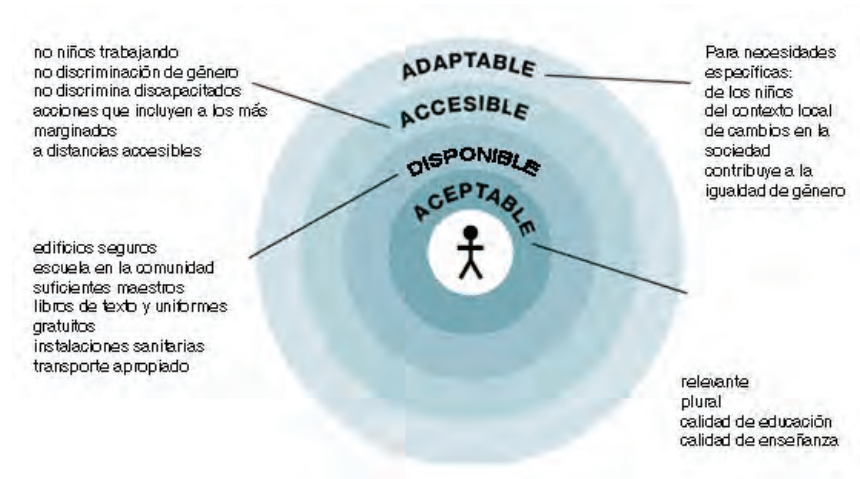 no niños trabajando
no discriminación de género
no discrimina discapacitados
acciones que incluyen a los más
marginados
a distancias accesibles
edificios seguros
escuela en la comunidad
suficientes maestros
libros de texto y uniformes
gratuitos
instalaciones sanitarias
transporte apropiado
ADAPTABLE
ACCESIBLE
DISPONIBLE
ACEPTABLE
Para necesidades
específicas:
de los niños
del contexto local
de cambios en la
sociedad
contribuye a la
igualdad de género
relevante
plural
calidad de educación
calidad de enseñanza